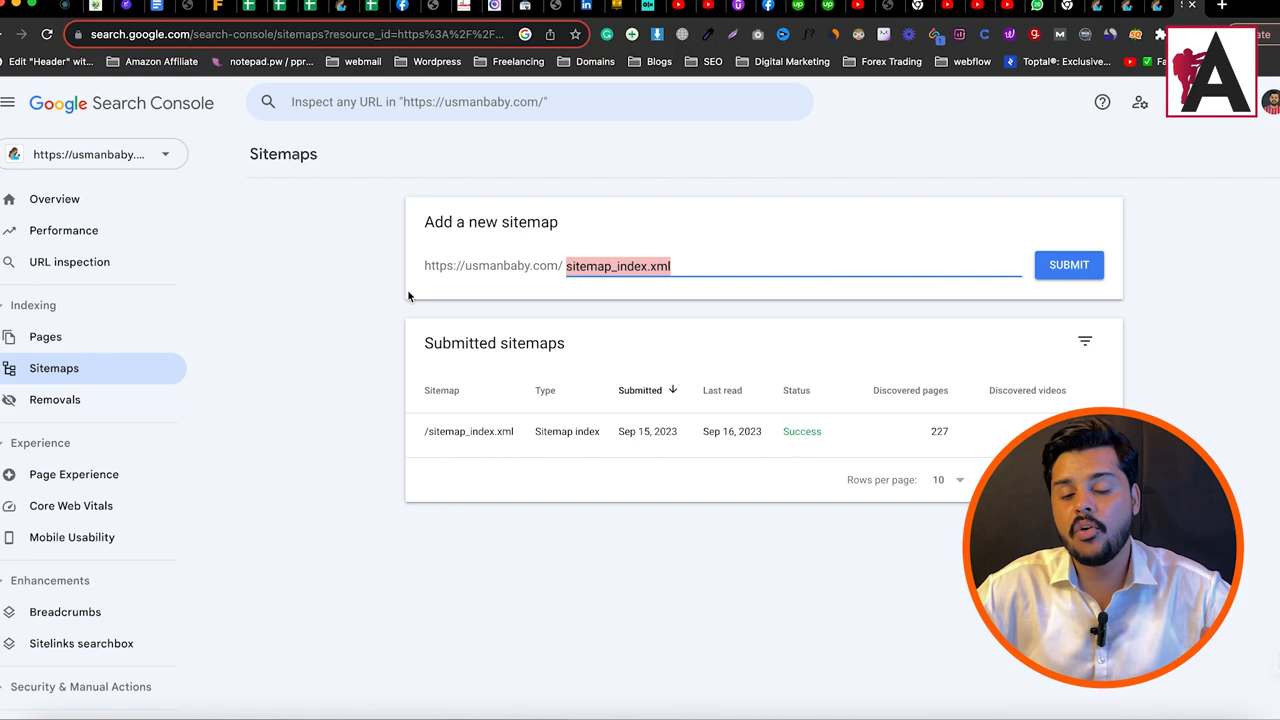 search.google.com/search-console/sitemaps?resource_id=https%3A%2F%2F...
Edit "Header" wit...
Amazon Affiliate
notepad.pw / ppr...
webmail
Wordpress
Freelancing
Domains
Blogs
SEO
Digital Marketing
Forex Trading
webflow
Toptal®: Exclusive...
Google Search Console
Inspect any URL in "https://usmanbaby.com/"
A
https://usmanbaby....
Sitemaps
Overview
Performance
URL inspection
Indexing
Pages
Sitemaps
Removals
Experience
Page Experience
Core Web Vitals
Mobile Usability
Enhancements
Breadcrumbs
Sitelinks searchbox
Security & Manual Actions
Add a new sitemap
https://usmanbaby.com/ sitemap_index.xml
SUBMIT
Submitted sitemaps
Sitemap Type Submitted Last read Status Discovered pages Discovered videos
/sitemap_index.xml Sitemap index Sep 15, 2023 Sep 16, 2023 Success 227
Rows per page: 10